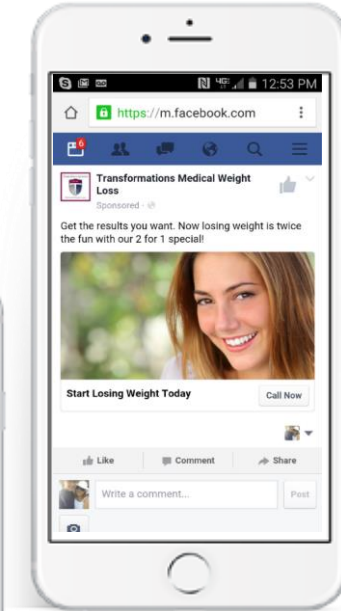 12:53 PM
https://m.facebook.com
6
Transformations Medical Weight
Loss
Sponsored ·
Get the results you want. Now losing weight is twice
the fun with our 2 for 1 special!
Start Losing Weight Today
Call Now
Like Comment Share
Write a comment...
Post